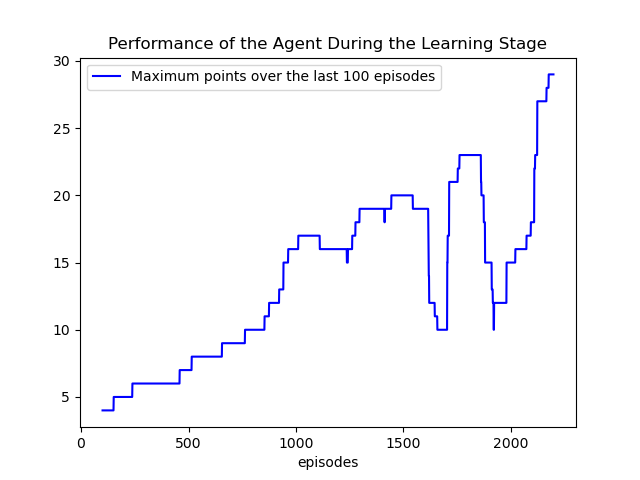 Performance of the Agent During the Learning Stage
Maximum points over the last 100 episodes
30
25
20
15
10
5
0 500 1000 1500 2000
episodes